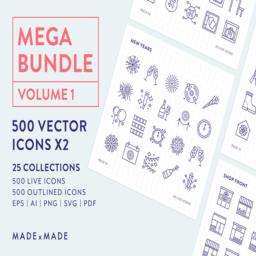 MEGA
BUNDLE
VOLUME 1
500 VECTOR
ICONS X2
25 COLLECTIONS
500 LIVE ICONS
500 OUTLINED ICONS
EPS | AI | PNG | SVG | PDF
MADE x MADE
NEW YEARS
SHOP FRONT